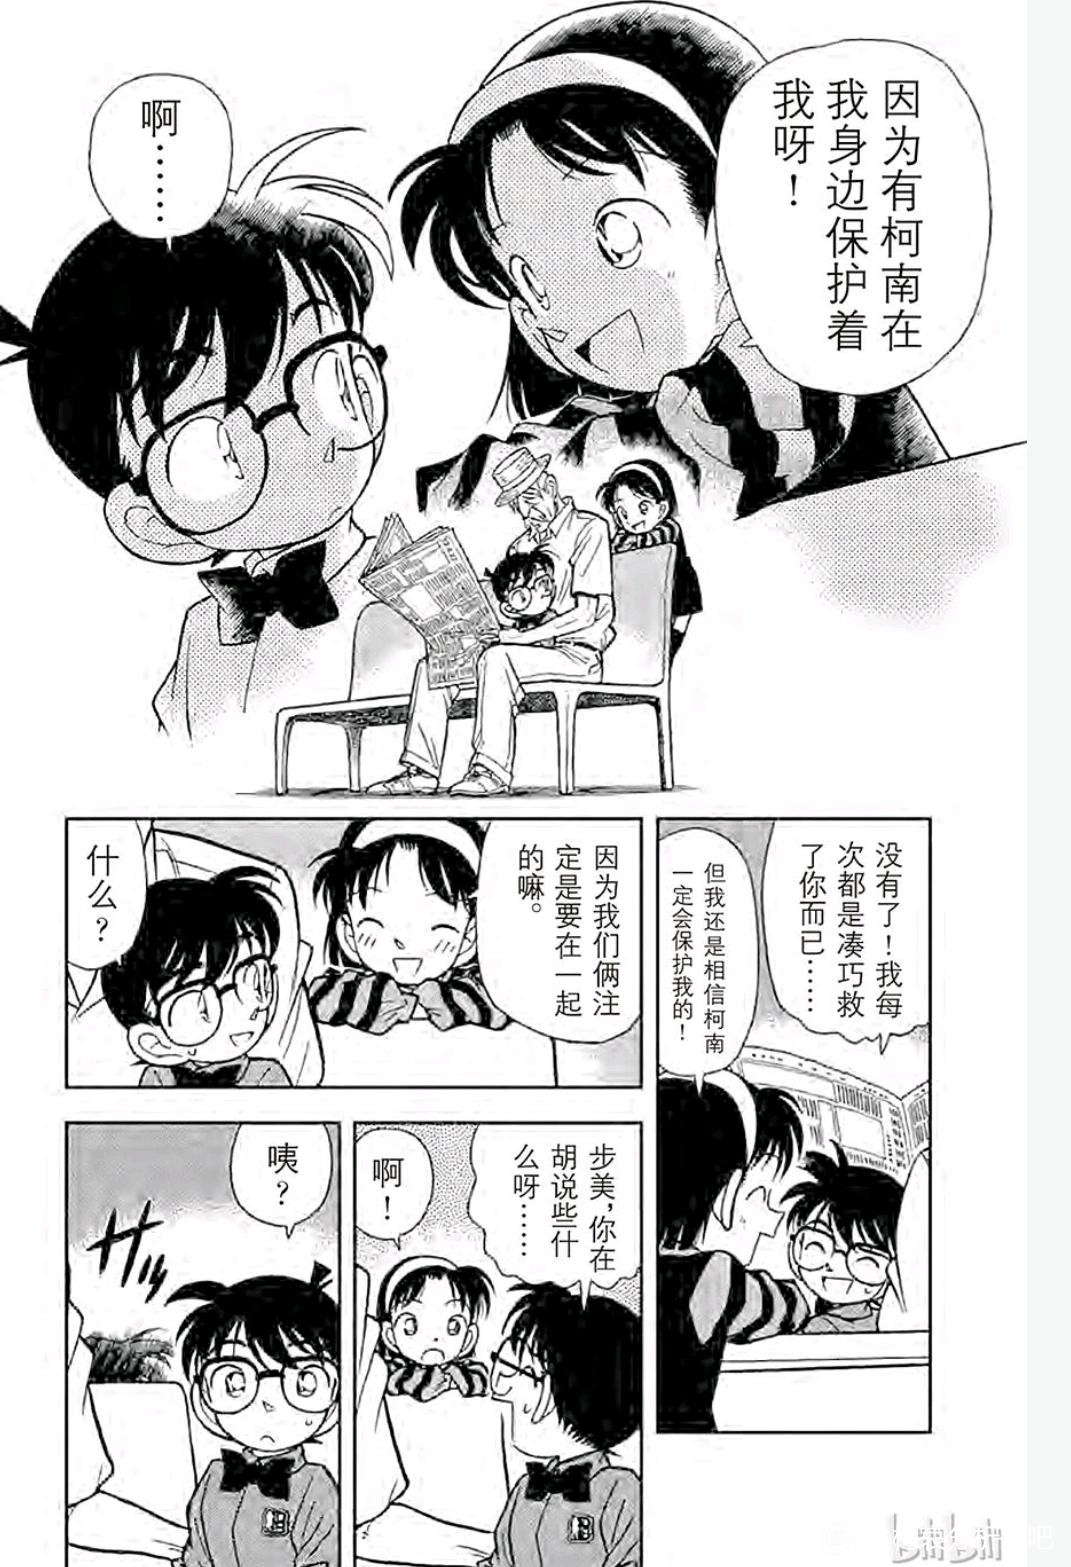 因为有柯南在
我身边保护着
我呀！
啊……
没有了！我每
次都是凑巧救
了你而已……
但我还是相信柯南
一定会保护我的！
因为我们俩注
定是要在一起
的嘛。
什么？
步美，你在
胡说些什
么呀……
啊！
咦？